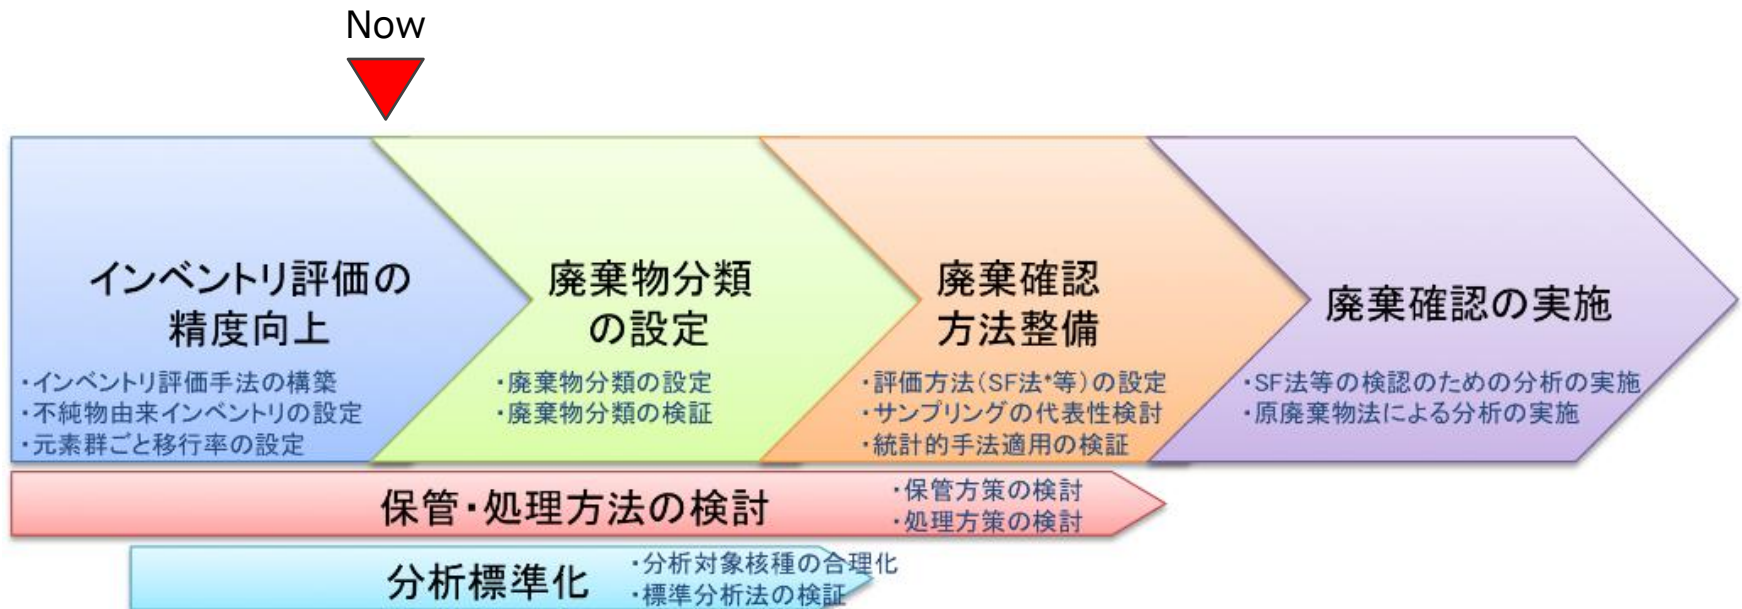 Now
インベントリ評価の
精度向上
・インベントリ評価手法の構築
・不純物由来インベントリの設定
・元素群ごと移行率の設定
廃棄物分類
の設定
・廃棄物分類の設定
・廃棄物分類の検証
廃棄確認
方法整備
・評価方法(SF法*等)の設定
・サンプリングの代表性検討
・統計的手法適用の検証
廃棄確認の実施
・SF法等の検認のための分析の実施
・原廃棄物法による分析の実施
保管・処理方法の検討
・保管方策の検討
・処理方策の検討
分析標準化
・分析対象核種の合理化
・標準分析法の検証